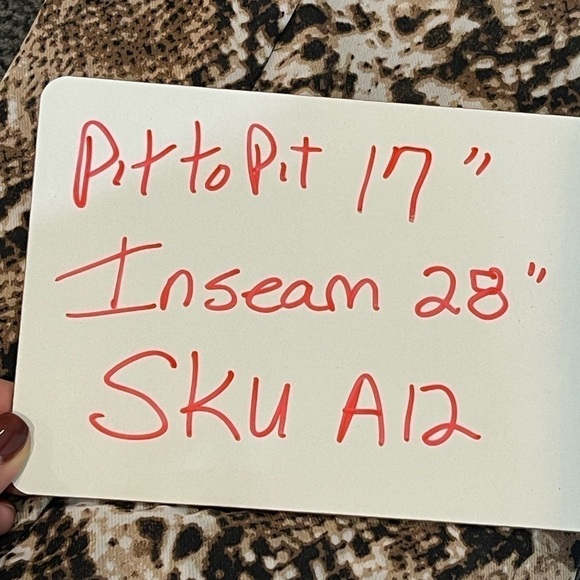 Pit to Pit 17"
Inseam 28"
SKU A12